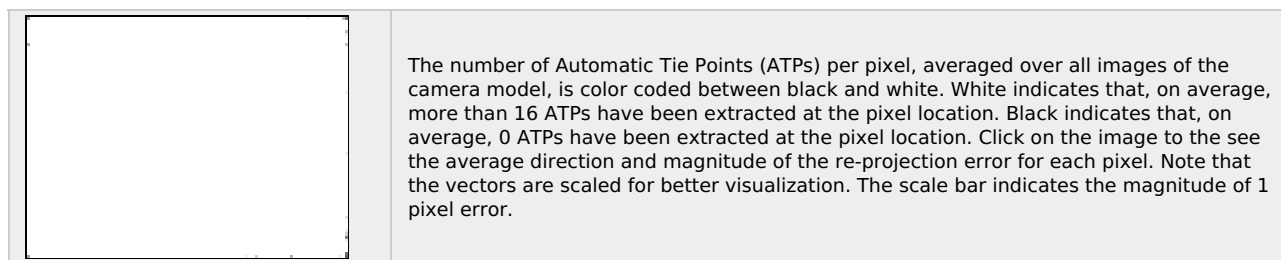 The number of Automatic Tie Points (ATPs) per pixel, averaged over all images of the
camera model, is color coded between black and white. White indicates that, on average,
more than 16 ATPs have been extracted at the pixel location. Black indicates that, on
average, 0 ATPs have been extracted at the pixel location. Click on the image to the see
the average direction and magnitude of the re-projection error for each pixel. Note that
the vectors are scaled for better visualization. The scale bar indicates the magnitude of 1
pixel error.